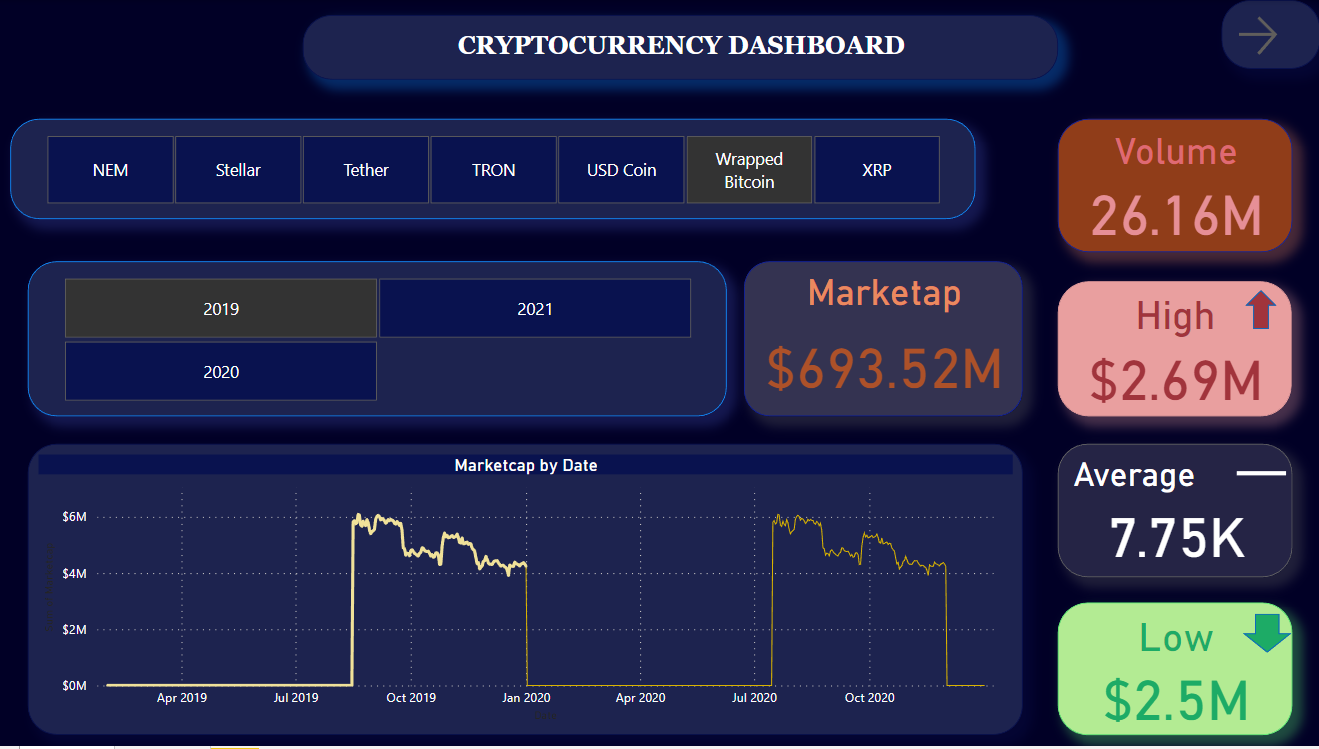 CRYPTOCURRENCY DASHBOARD
NEM
Stellar
Tether
TRON
USD Coin
Wrapped
Bitcoin
XRP
Volume
26.16M
2019
2021
2020
Marketap
$693.52M
High
$2.69M
Marketcap by Date
$6M
$4M
$2M
$0M
Apr 2019
Jul 2019
Oct 2019
Jan 2020
Apr 2020
Jul 2020
Oct 2020
Average
7.75K
Low
$2.5M